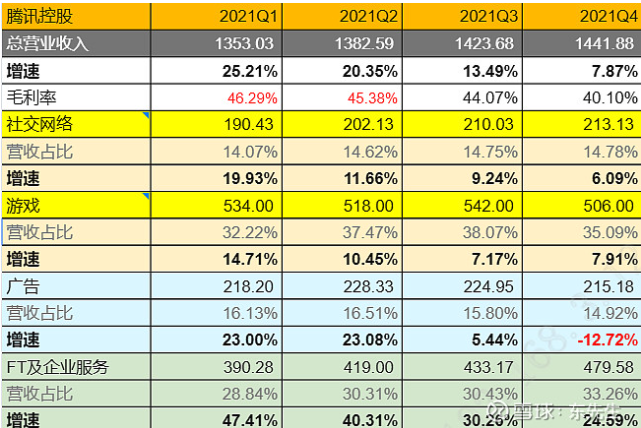 腾讯控股 2021Q1 2021Q2 2021Q3 2021Q4
总营业收入 1353.03 1382.59 1423.68 1441.88
增速 25.21% 20.35% 13.49% 7.87%
毛利率 46.29% 45.38% 44.07% 40.10%
社交网络 190.43 202.13 210.03 213.13
营收占比 14.07% 14.62% 14.75% 14.78%
增速 19.93% 11.66% 9.24% 6.09%
游戏 534.00 518.00 542.00 506.00
营收占比 32.22% 37.47% 38.07% 35.09%
增速 14.71% 10.45% 7.17% 7.91%
广告 218.20 228.33 224.95 215.18
营收占比 16.13% 16.51% 15.80% 14.92%
增速 23.00% 23.08% 5.44% -12.72%
FT及企业服务 390.28 419.00 433.17 479.58
营收占比 28.84% 30.31% 30.43% 33.26%
增速 47.41% 40.31% 30.25% 24.59%
雪球：东先生